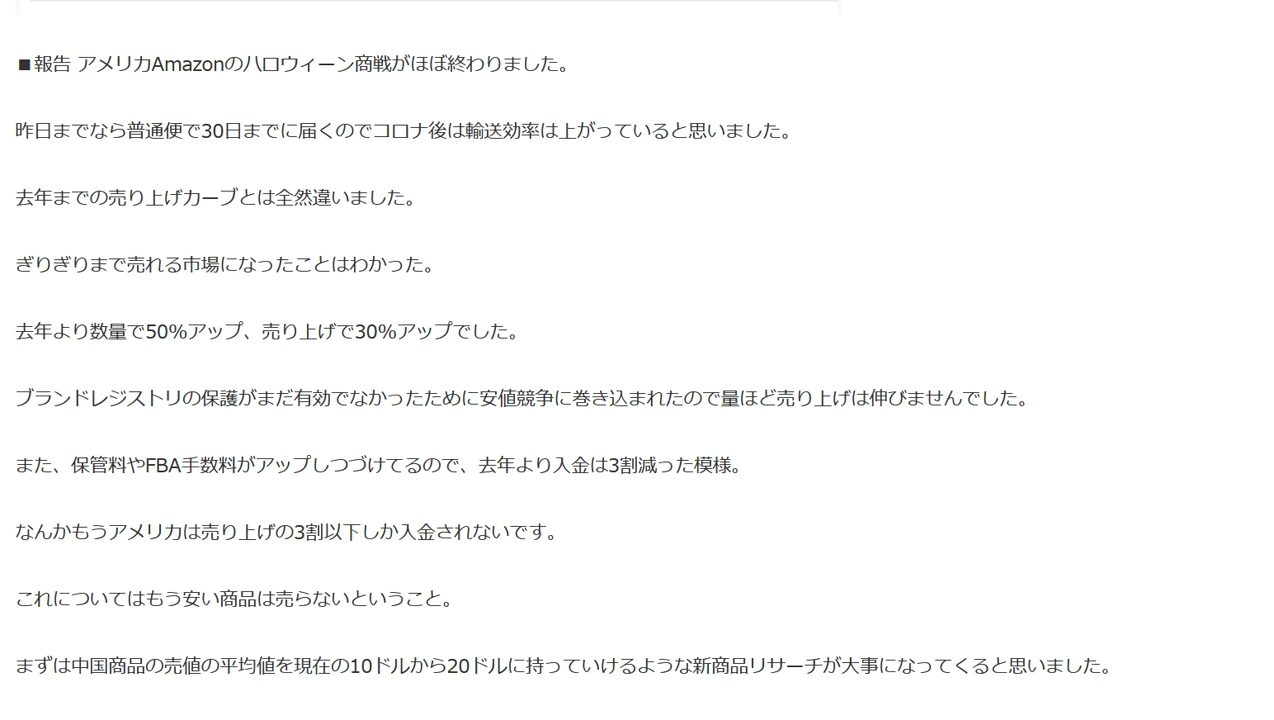 ■報告 アメリカAmazonのハロウィーン商戦がほぼ終わりました。
昨日までなら普通便で30日までに届くのでコロナ後は輸送効率は上がっていると思いました。
去年までの売り上げカーブとは全然違いました。
ぎりぎりまで売れる市場になったことはわかった。
去年より数量で50%アップ、売り上げで30%アップでした。
ブランドレジストリの保護がまだ有効でなかったために安値競争に巻き込まれたので量ほど売り上げは伸びませんでした。
また、保管料やFBA手数料がアップしつづけてるので、去年より入金は3割減った模様。
なんかもうアメリカは売り上げの3割以下しか入金されないです。
これについてはもう安い商品は売らないということ。
まずは中国商品の売値の平均値を現在の10ドルから20ドルに持っていけるような新商品リサーチが大事になってくると思いました。